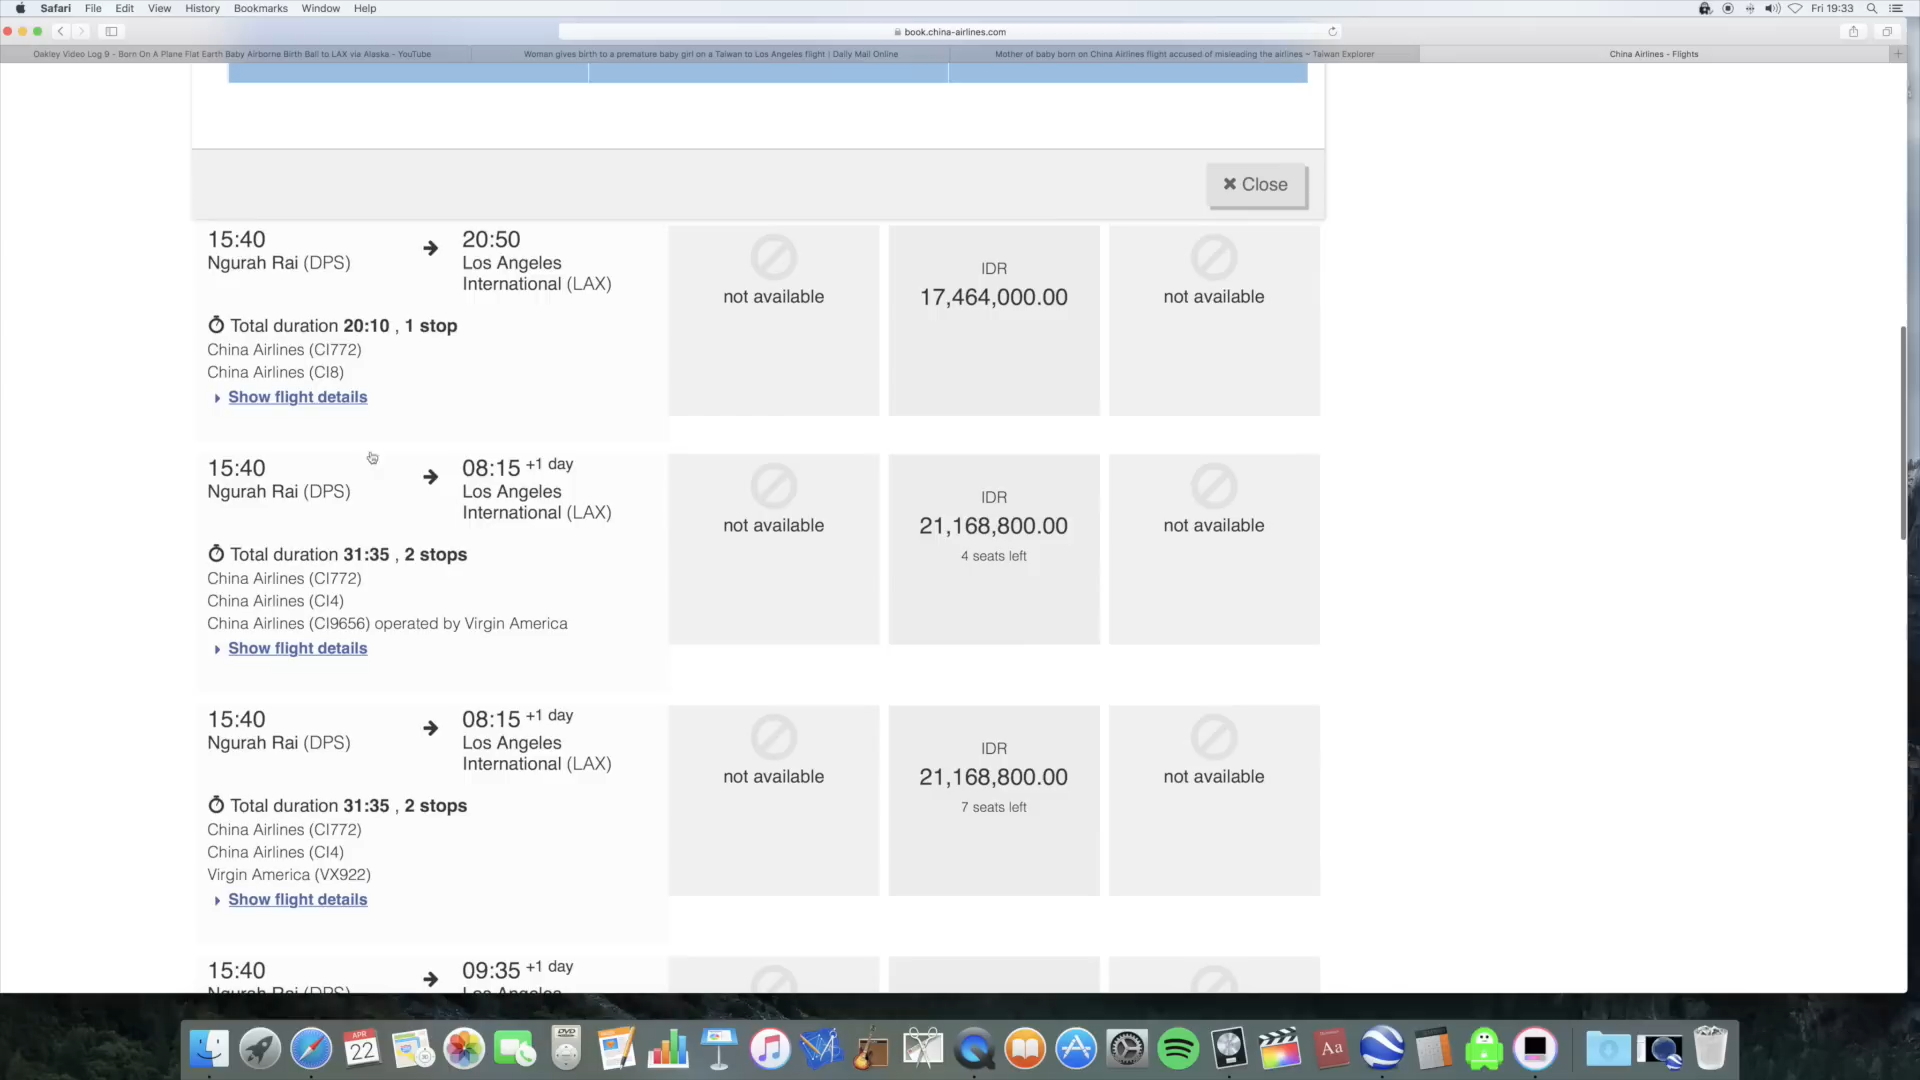 Safari File Edit View History Bookmarks Window Help
Fri 19:33
book.china-airlines.com
Oakley Video Log 9 - Born On A Plane Flat Earth Baby Airborne Birth Ball to LAX via Alaska - YouTube
Woman gives birth to a premature baby girl on a Taiwan to Los Angeles flight | Daily Mail Online
Mother of baby born on China Airlines flight accused of misleading the airlines – Taiwan Explorer
China Airlines - Flights
✖ Close
15:40
Ngurah Rai (DPS)
20:50
Los Angeles
International (LAX)
Total duration 20:10 , 1 stop
China Airlines (CI772)
China Airlines (CI8)
Show flight details
not available
IDR
17,464,000.00
not available
15:40
Ngurah Rai (DPS)
08:15 +1 day
Los Angeles
International (LAX)
Total duration 31:35 , 2 stops
China Airlines (CI772)
China Airlines (CI4)
China Airlines (CI9656) operated by Virgin America
Show flight details
not available
IDR
21,168,800.00
4 seats left
not available
15:40
Ngurah Rai (DPS)
08:15 +1 day
Los Angeles
International (LAX)
Total duration 31:35 , 2 stops
China Airlines (CI772)
China Airlines (CI4)
Virgin America (VX922)
Show flight details
not available
IDR
21,168,800.00
7 seats left
not available
15:40
Ngurah Rai (DPS)
09:35 +1 day
Los Angeles
APR
22
DVD
Aa